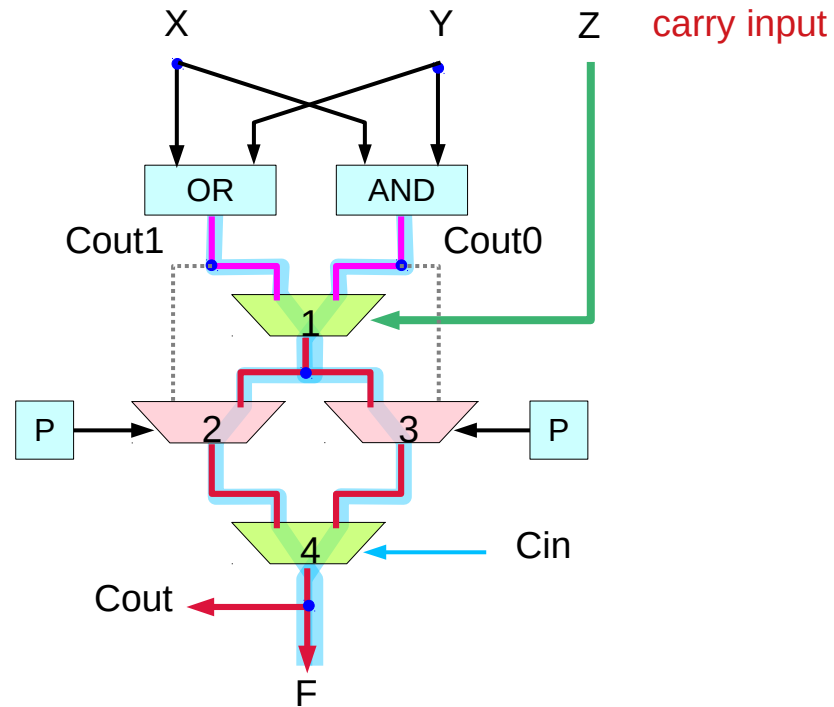 X Y Z carry input
OR AND
Cout1 Cout0
1
P 2 3 P
4 Cin
Cout
F